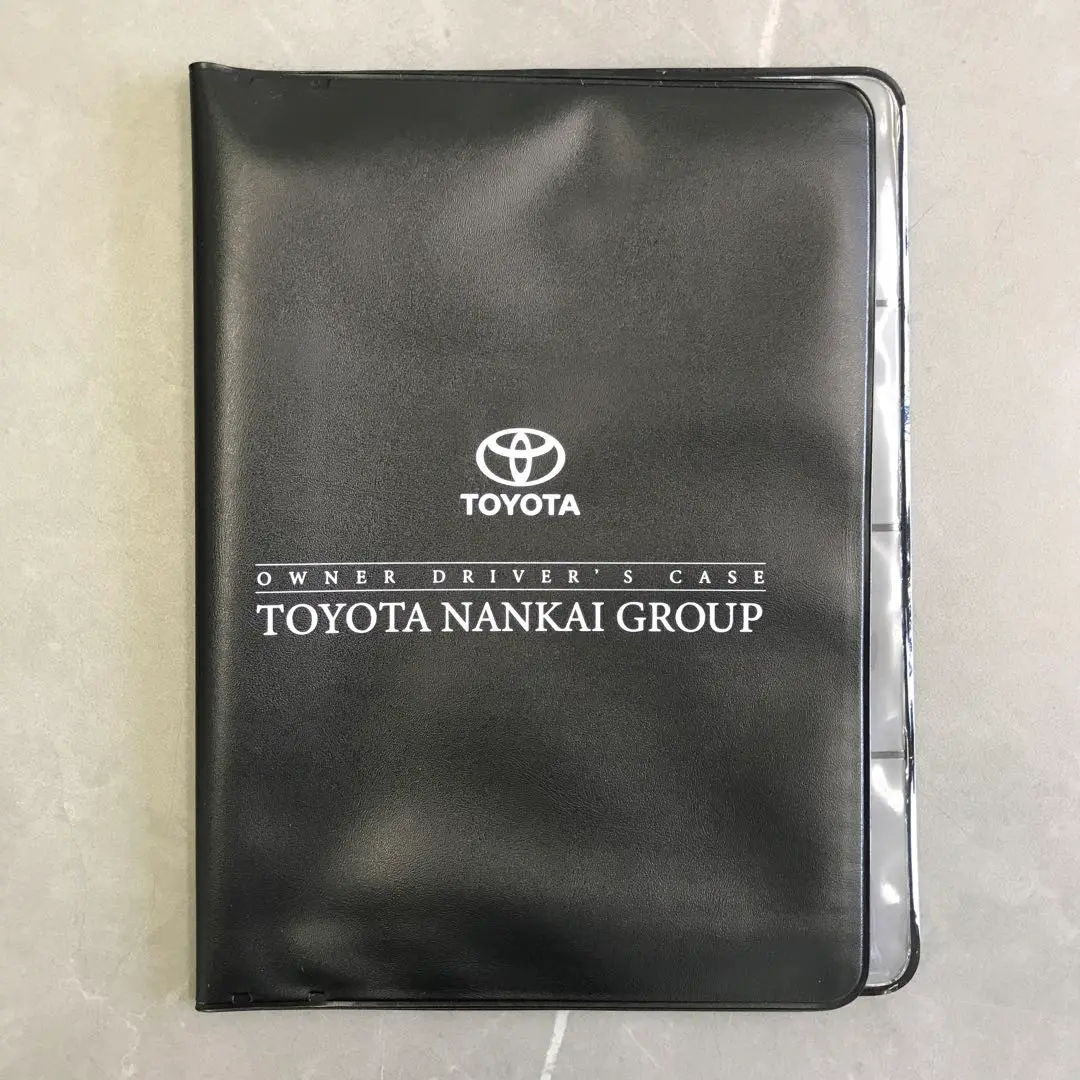 TOYOTA
OWNER DRIVER'S CASE
TOYOTA NANKAI GROUP